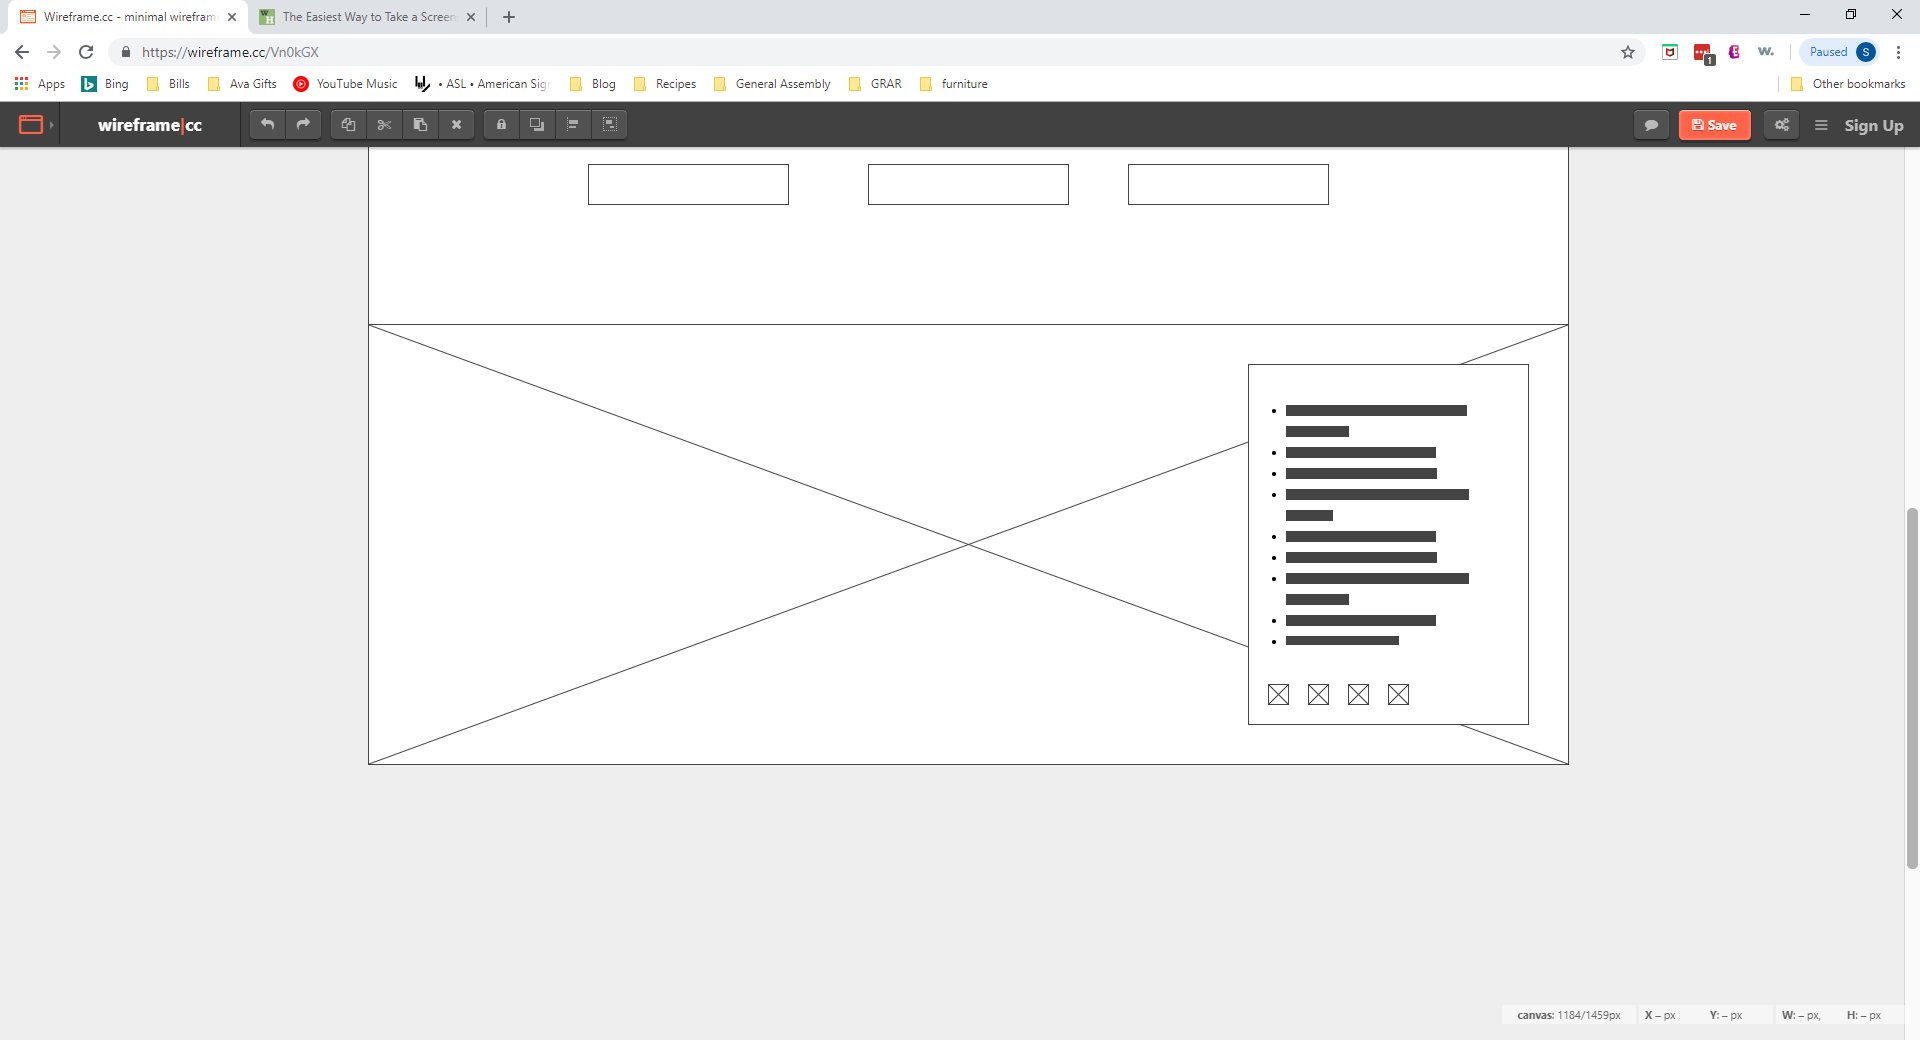 Wireframe.cc - minimal wirefram
The Easiest Way to Take a Screen
https://wireframe.cc/Vn0kGX
1
w.
Paused
S
Apps
Bing
Bills
Ava Gifts
YouTube Music
• ASL • American Sig
Blog
Recipes
General Assembly
GRAR
furniture
Other bookmarks
wireframe|cc
Save
Sign Up
canvas: 1184/1459px X – px Y: – px W: – px, H: – px